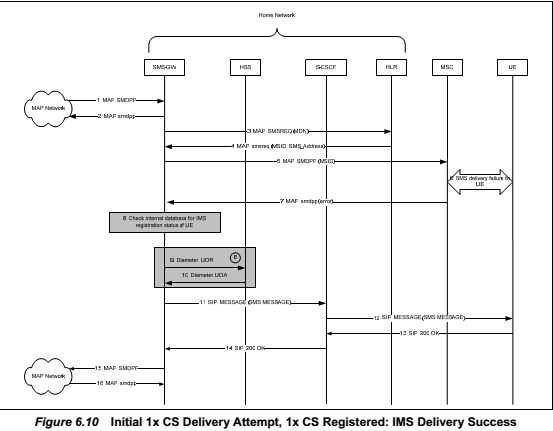 Home Network
SMS-GW
HSS
S-CSCF
HLR
MSC
UE
MAP Network
1 MAP SMDPP
2 MAP smdpp
3 MAP SMSREQ (MDN)
4 MAP smsreq (MSID SMS_Address)
5 MAP SMDPP (MSID)
6 SMS delivery failure to
UE
7 MAP smdpp (error)
8 Check internal database for IMS
registration status of UE
9 Diameter UDR
B
10 Diameter UDA
11 SIP MESSAGE (SMS MESSAGE)
12 SIP MESSAGE (SMS MESSAGE)
13 SIP 200 OK
14 SIP 200 OK
MAP Network
15 MAP SMDPP
16 MAP smdpp
Figure 6.10 Initial 1x CS Delivery Attempt, 1x CS Registered: IMS Delivery Success